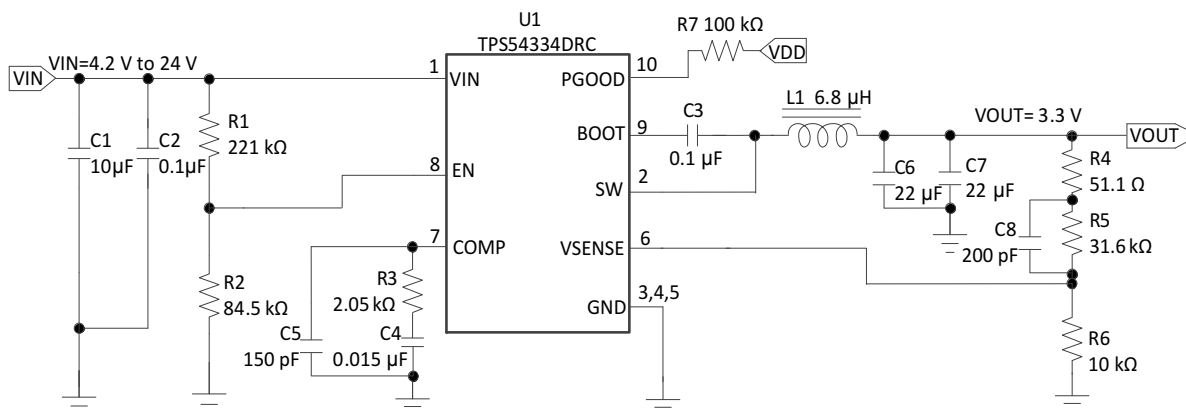 U1
TPS54334DRC
R7 100 kΩ
VDD
VIN
VIN=4.2 V to 24 V
1
VIN
PGOOD
10
L1 6.8 µH
VOUT= 3.3 V
VOUT
C1
10µF
C2
0.1µF
R1
221 kΩ
BOOT
9
C3
0.1 µF
8
EN
SW
2
C6
22 µF
C7
22 µF
R4
51.1 Ω
7
COMP
VSENSE
6
C8
200 pF
R5
31.6 kΩ
R2
84.5 kΩ
R3
2.05 kΩ
GND
3,4,5
C5
150 pF
C4
0.015 µF
R6
10 kΩ